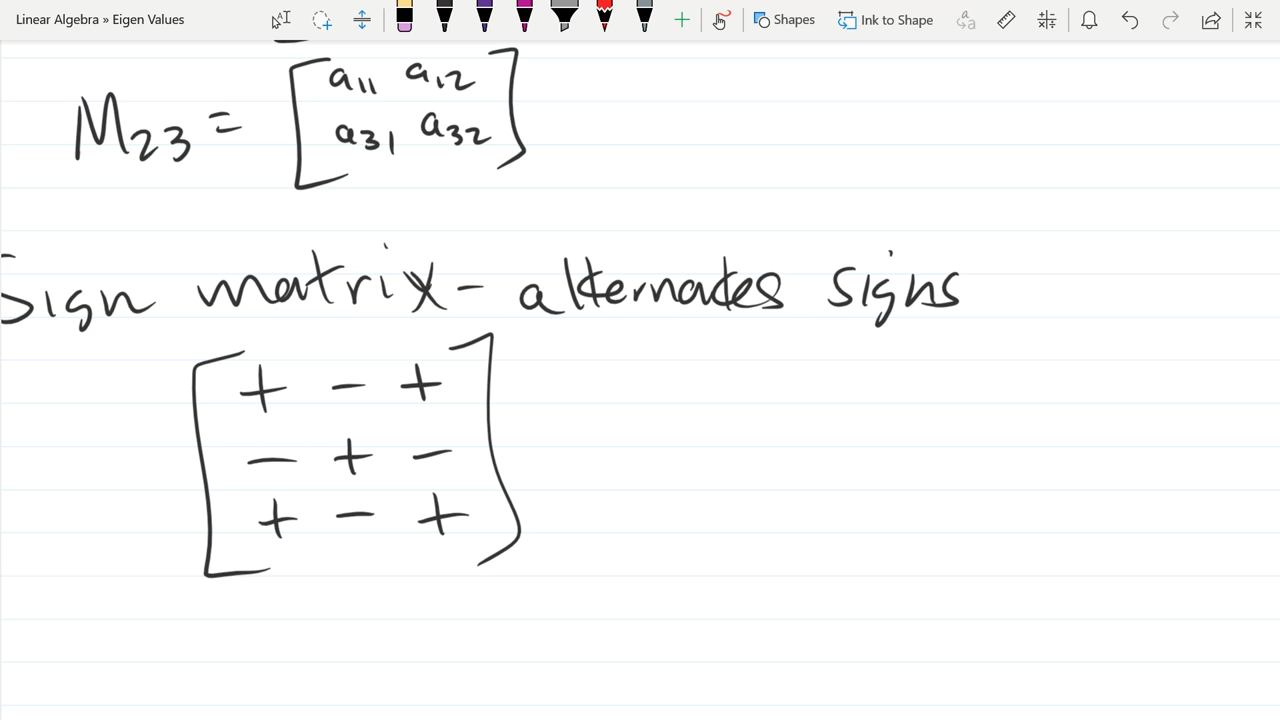 Linear Algebra » Eigen Values
Shapes
Ink to Shape
M23 = [a11 a12
a31 a32]
Sign matrix - alternates signs
[+ - +
- + -
+ - +]